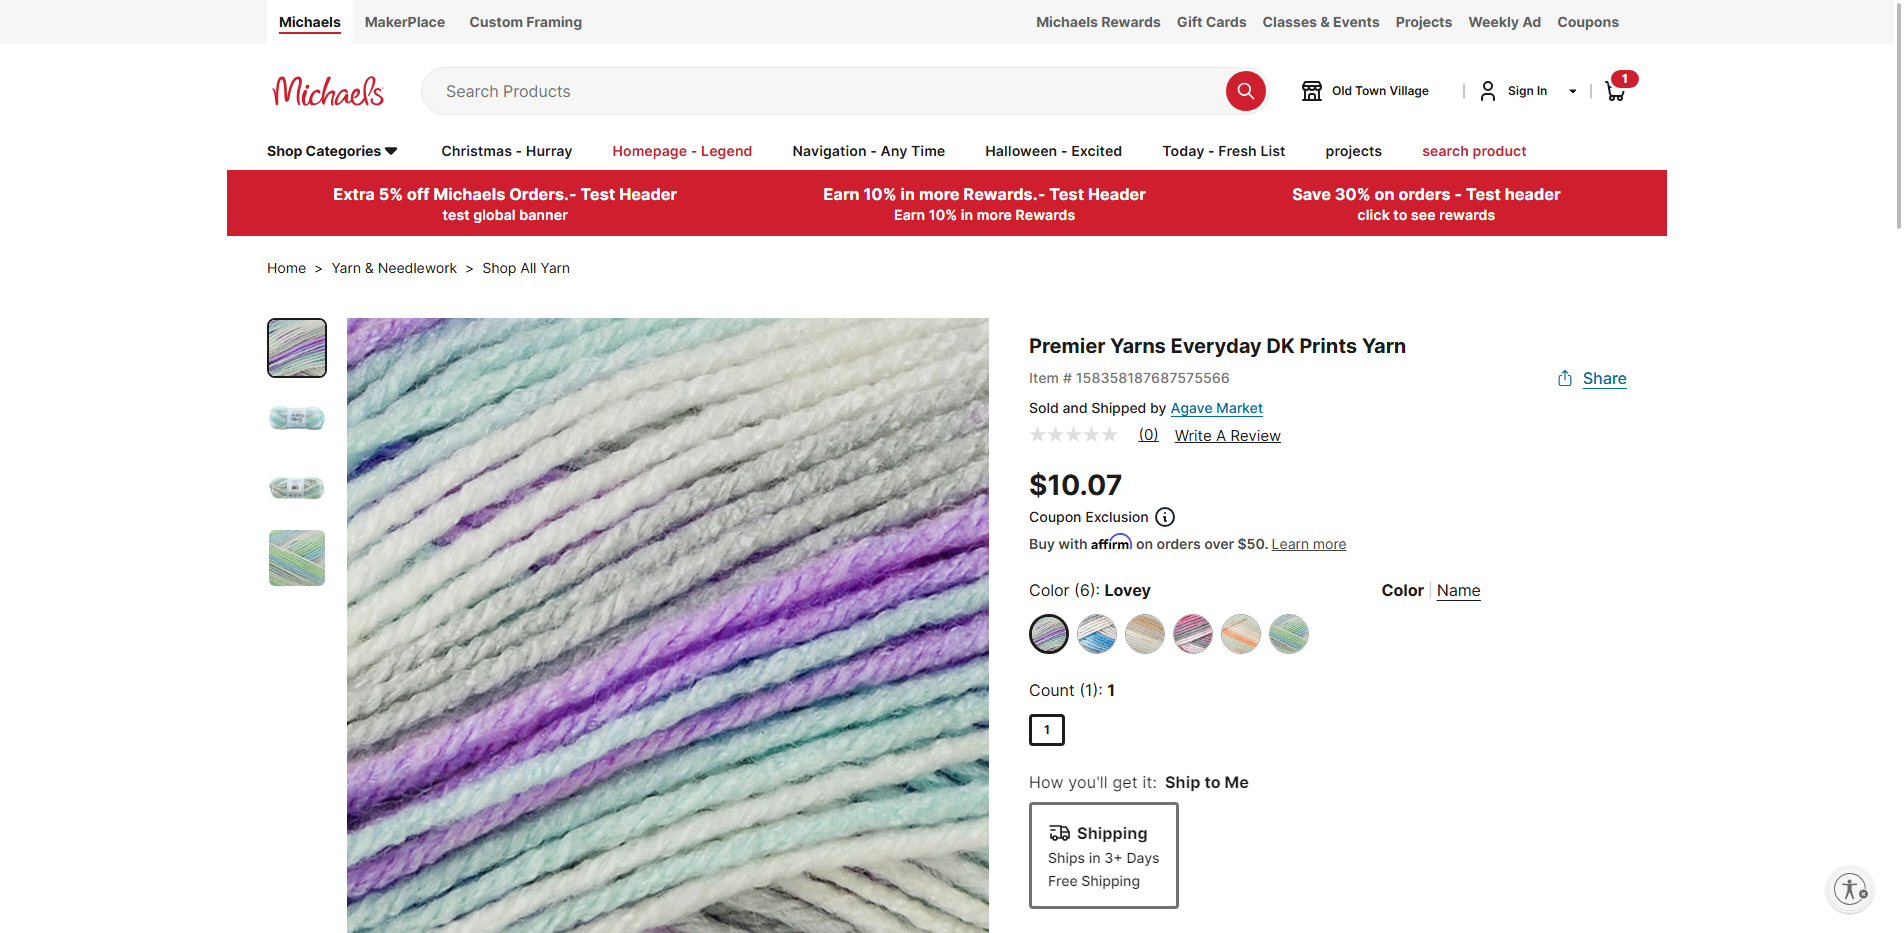 Michaels MakerPlace Custom Framing Michaels Rewards Gift Cards Classes & Events Projects Weekly Ad Coupons
Michaels Search Products Old Town Village | Sign In | 1
Shop Categories Christmas - Hurray Homepage - Legend Navigation - Any Time Halloween - Excited Today - Fresh List projects search product
Extra 5% off Michaels Orders.- Test Header Earn 10% in more Rewards.- Test Header Save 30% on orders - Test header
test global banner Earn 10% in more Rewards click to see rewards
Home > Yarn & Needlework > Shop All Yarn
Premier Yarns Everyday DK Prints Yarn
Item # 158358187687575566 Share
Sold and Shipped by Agave Market
(0) Write A Review
$10.07
Coupon Exclusion
Buy with affirm on orders over $50. Learn more
Color (6): Lovey Color | Name
Count (1): 1
1
How you'll get it: Ship to Me
Shipping
Ships in 3+ Days
Free Shipping